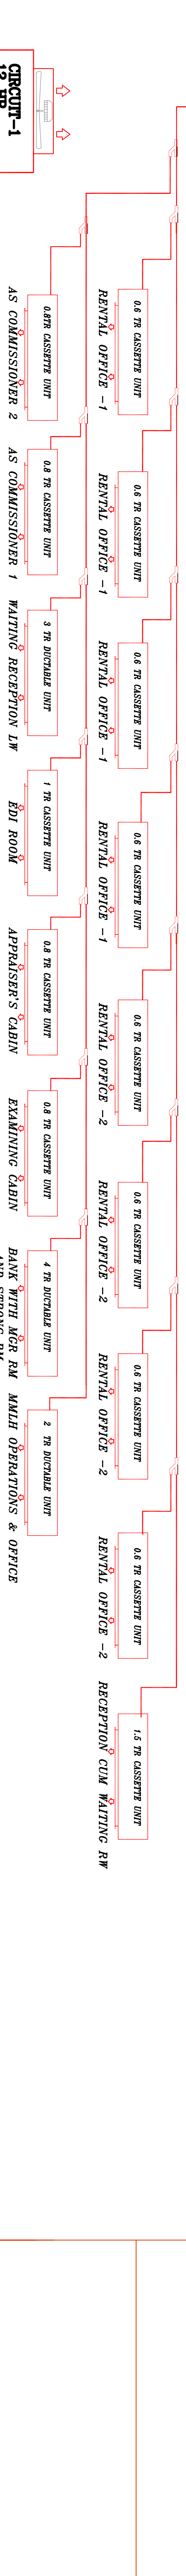 CIRCUIT-1
12 HP
0.6 TR CASSETTE UNIT
RENTAL OFFICE -1
0.6 TR CASSETTE UNIT
RENTAL OFFICE -1
0.6 TR CASSETTE UNIT
RENTAL OFFICE -1
0.6 TR CASSETTE UNIT
RENTAL OFFICE -1
0.6 TR CASSETTE UNIT
RENTAL OFFICE -2
0.6 TR CASSETTE UNIT
RENTAL OFFICE -2
0.6 TR CASSETTE UNIT
RENTAL OFFICE -2
0.6 TR CASSETTE UNIT
RENTAL OFFICE -2
1.5 TR CASSETTE UNIT
RECEPTION CUM WAITING RW
0.8TR CASSETTE UNIT
AS COMMISSIONER 2
0.8 TR CASSETTE UNIT
AS COMMISSIONER 1
3 TR DUCTABLE UNIT
WAITING RECEPTION LW
1 TR CASSETTE UNIT
EDI ROOM
0.8 TR CASSETTE UNIT
APPRAISER'S CABIN
0.8 TR CASSETTE UNIT
EXAMINING CABIN
4 TR DUCTABLE UNIT
BANK WITH MGR RM
AND STRONG RM
2 TR DUCTABLE UNIT
MMLH OPERATIONS & OFFICE